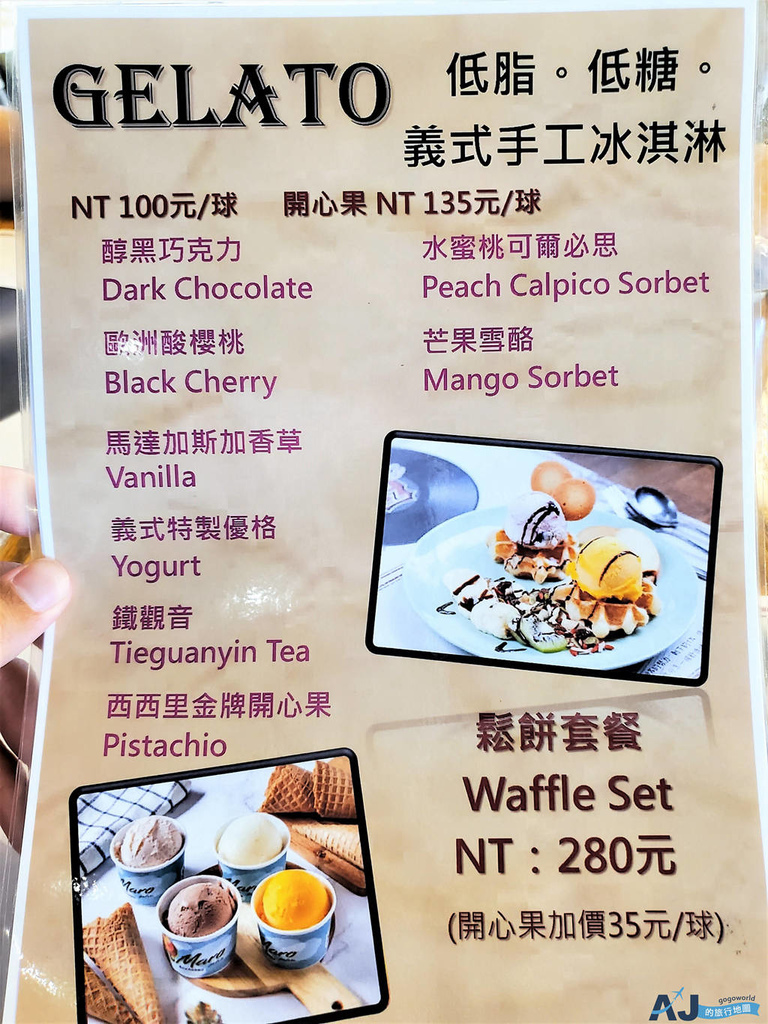 GELATO
低脂。低糖。
義式手工冰淇淋
NT 100元/球
開心果 NT 135元/球
醇黑巧克力
Dark Chocolate
歐洲酸櫻桃
Black Cherry
馬達加斯加香草
Vanilla
義式特製優格
Yogurt
鐵觀音
Tieguanyin Tea
西西里金牌開心果
Pistachio
水蜜桃可爾必思
Peach Calpico Sorbet
芒果雪酪
Mango Sorbet
鬆餅套餐
Waffle Set
NT：280元
(開心果加價35元/球)
Maro
Maro
Maro
Maro
AJ
gogoworld
的旅行地圖